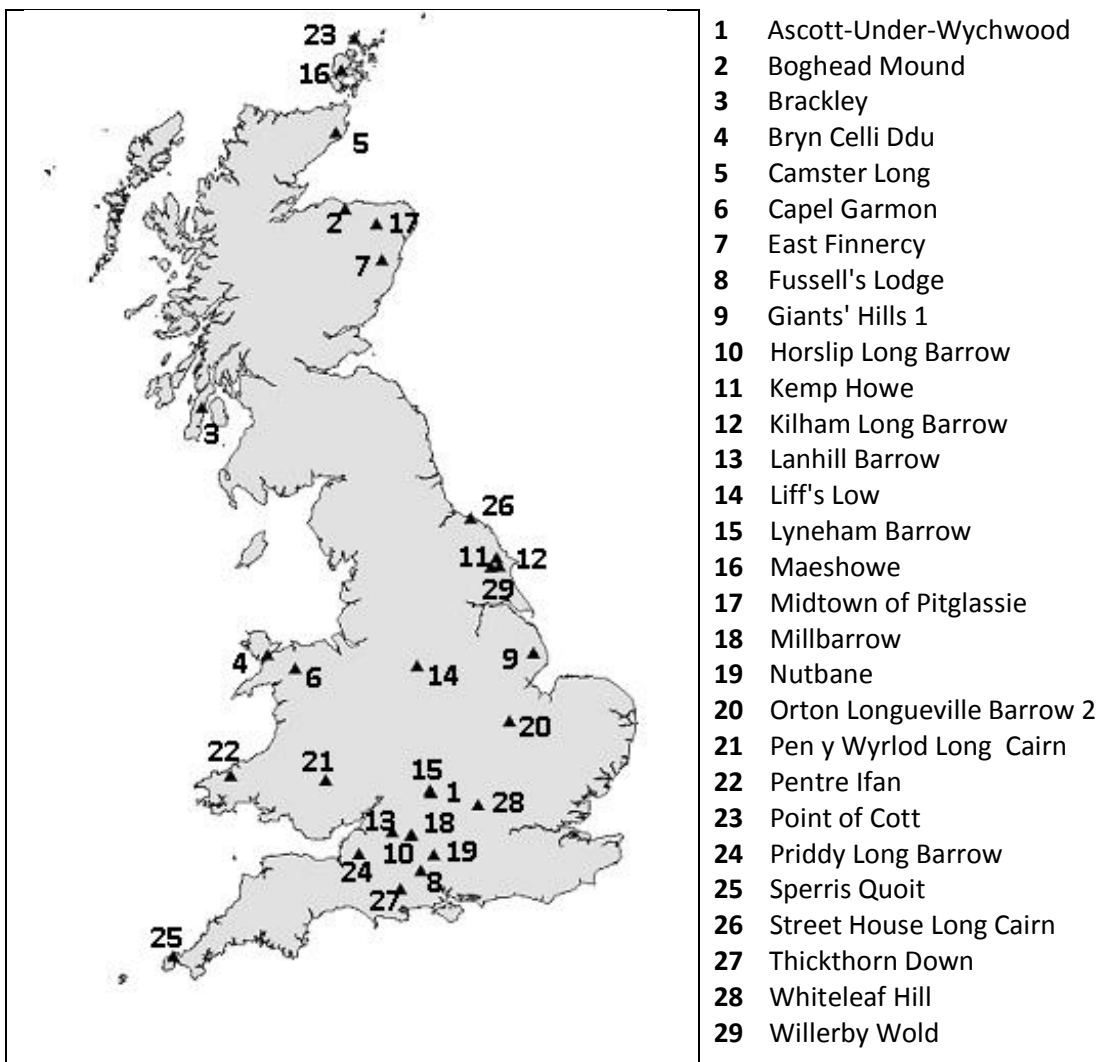 23
16
5
2
17
7
3
26
11
12
29
4
6
14
9
20
22
21
15
1
28
13
18
10
19
24
8
27
25
1 Ascott-Under-Wychwood
2 Boghead Mound
3 Brackley
4 Bryn Celli Ddu
5 Camster Long
6 Capel Garmon
7 East Finnercy
8 Fussell's Lodge
9 Giants' Hills 1
10 Horslip Long Barrow
11 Kemp Howe
12 Kilham Long Barrow
13 Lanhill Barrow
14 Liff's Low
15 Lyneham Barrow
16 Maeshowe
17 Midtown of Pitglassie
18 Millbarrow
19 Nutbane
20 Orton Longueville Barrow 2
21 Pen y Wyrlod Long Cairn
22 Pentre Ifan
23 Point of Cott
24 Priddy Long Barrow
25 Sperris Quoit
26 Street House Long Cairn
27 Thickthorn Down
28 Whiteleaf Hill
29 Willerby Wold